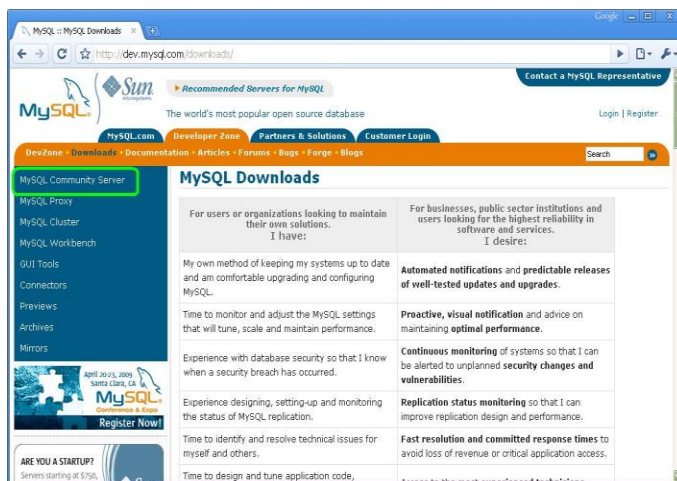 Google
MySQL :: MySQL Downloads
http://dev.mysql.com/downloads/
Contact a MySQL Representative
MySQL
Sun
microsystems
Recommended Servers for MySQL
The world's most popular open source database
Login | Register
MySQL.com
Developer Zone
Partners & Solutions
Customer Login
DevZone Downloads Documentation Articles Forums Bugs Forge Blogs
Search
MySQL Community Server
MySQL Proxy
MySQL Cluster
MySQL Workbench
GUI Tools
Connectors
Previews
Archives
Mirrors
April 20-23, 2009
Santa Clara, CA
MySQL
Conference & Expo
Register Now!
ARE YOU A STARTUP?
Servers starting at $750,
MySQL Downloads
For users or organizations looking to maintain
their own solutions.
I have:
For businesses, public sector institutions and
users looking for the highest reliability in
software and services.
I desire:
My own method of keeping my systems up to date
and am comfortable upgrading and configuring
MySQL.
Automated notifications and predictable releases
of well-tested updates and upgrades.
Time to monitor and adjust the MySQL settings
that will tune, scale and maintain performance.
Proactive, visual notification and advice on
maintaining optimal performance.
Experience with database security so that I know
when a security breach has occurred.
Continuous monitoring of systems so that I can
be alerted to unplanned security changes and
vulnerabilities.
Experience designing, setting-up and monitoring
the status of MySQL replication.
Replication status monitoring so that I can
improve replication design and performance.
Time to identify and resolve technical issues for
myself and others.
Fast resolution and committed response times to
avoid loss of revenue or critical application access.
Time to design and tune application code,
Access to the most experienced technicians